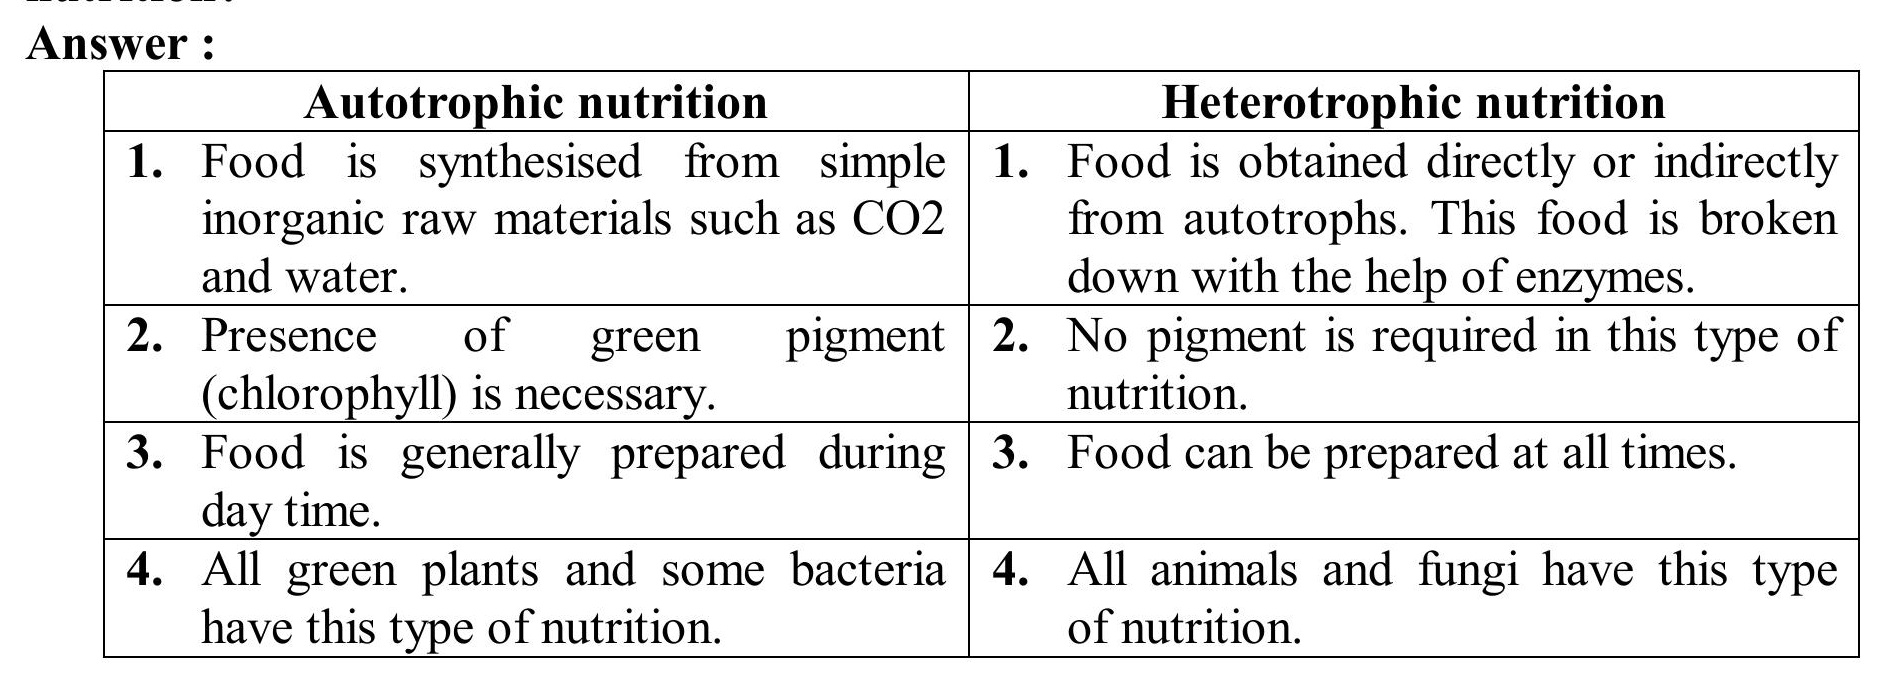 Answer :
Autotrophic nutrition
Heterotrophic nutrition
1. Food is synthesised from simple
inorganic raw materials such as CO2
and water.
1. Food is obtained directly or indirectly
from autotrophs. This food is broken
down with the help of enzymes.
2. Presence of green pigment
(chlorophyll) is necessary.
2. No pigment is required in this type of
nutrition.
3. Food is generally prepared during
day time.
3. Food can be prepared at all times.
4. All green plants and some bacteria
have this type of nutrition.
4. All animals and fungi have this type
of nutrition.